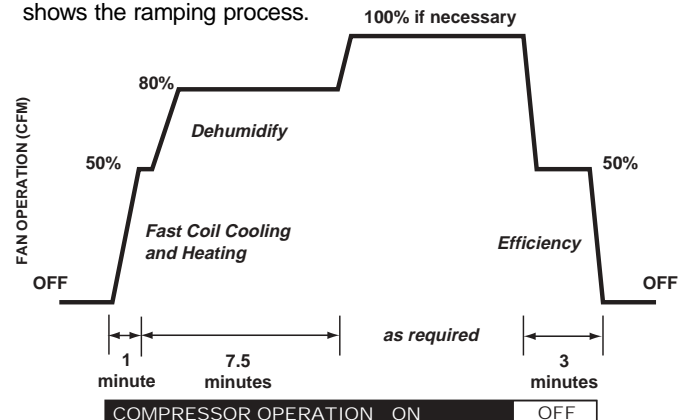 shows the ramping process.
100% if necessary
80%
FAN OPERATION (CFM)
Dehumidify
50%
50%
Fast Coil Cooling
and Heating
Efficiency
OFF
OFF
as required
1
minute
7.5
minutes
3
minutes
COMPRESSOR OPERATION ON
OFF